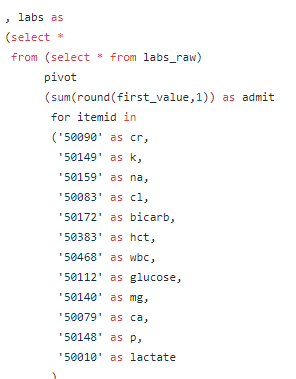 , labs as
(select *
from (select * from labs_raw)
pivot
(sum(round(first_value,1)) as admit
for itemid in
('50090' as cr,
'50149' as k,
'50159' as na,
'50083' as cl,
'50172' as bicarb,
'50383' as hct,
'50468' as wbc,
'50112' as glucose,
'50140' as mg,
'50079' as ca,
'50148' as p,
'50010' as lactate
)